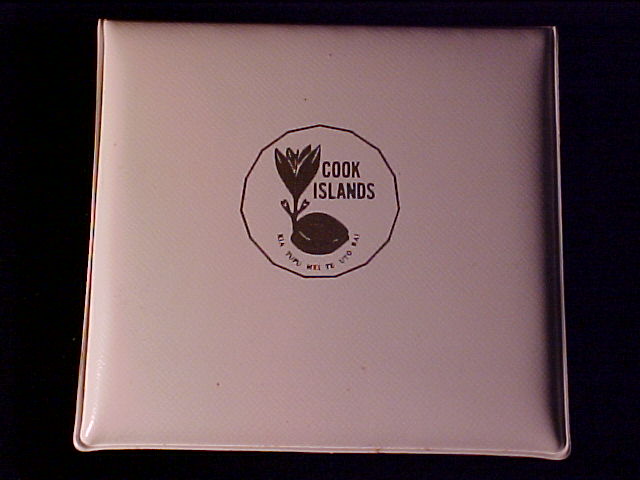 COOK
ISLANDS
KIA TUPU MEI TE UTO RAI